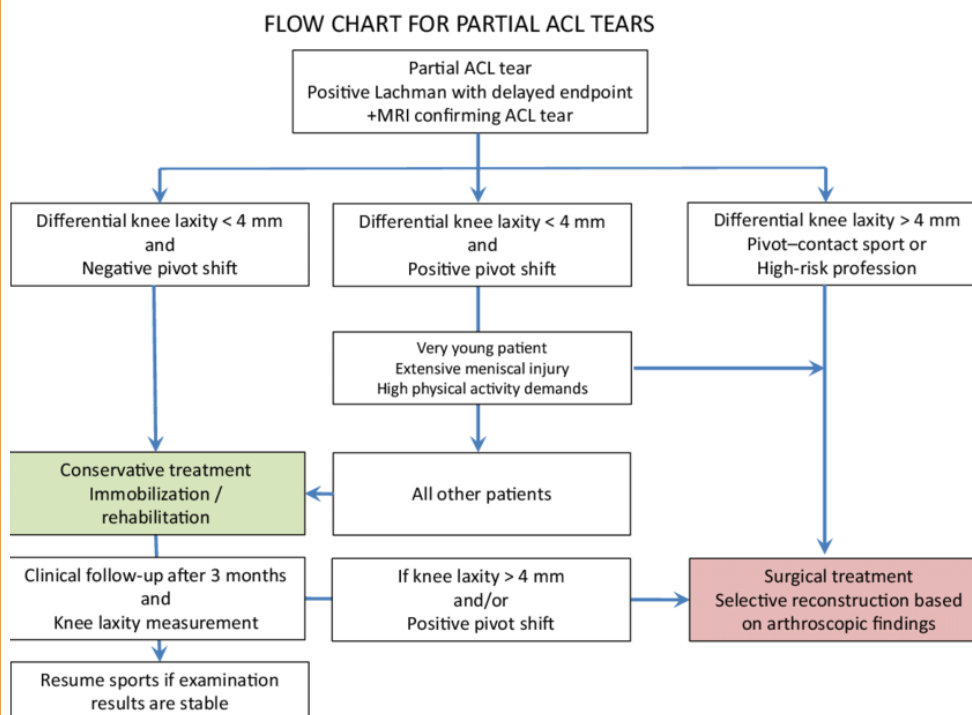 FLOW CHART FOR PARTIAL ACL TEARS
Partial ACL tear
Positive Lachman with delayed endpoint
+MRI confirming ACL tear
Differential knee laxity < 4 mm
and
Negative pivot shift
Differential knee laxity < 4 mm
and
Positive pivot shift
Differential knee laxity > 4 mm
Pivot–contact sport or
High-risk profession
Very young patient
Extensive meniscal injury
High physical activity demands
Conservative treatment
Immobilization /
rehabilitation
All other patients
Clinical follow-up after 3 months
and
Knee laxity measurement
If knee laxity > 4 mm
and/or
Positive pivot shift
Surgical treatment
Selective reconstruction based
on arthroscopic findings
Resume sports if examination
results are stable